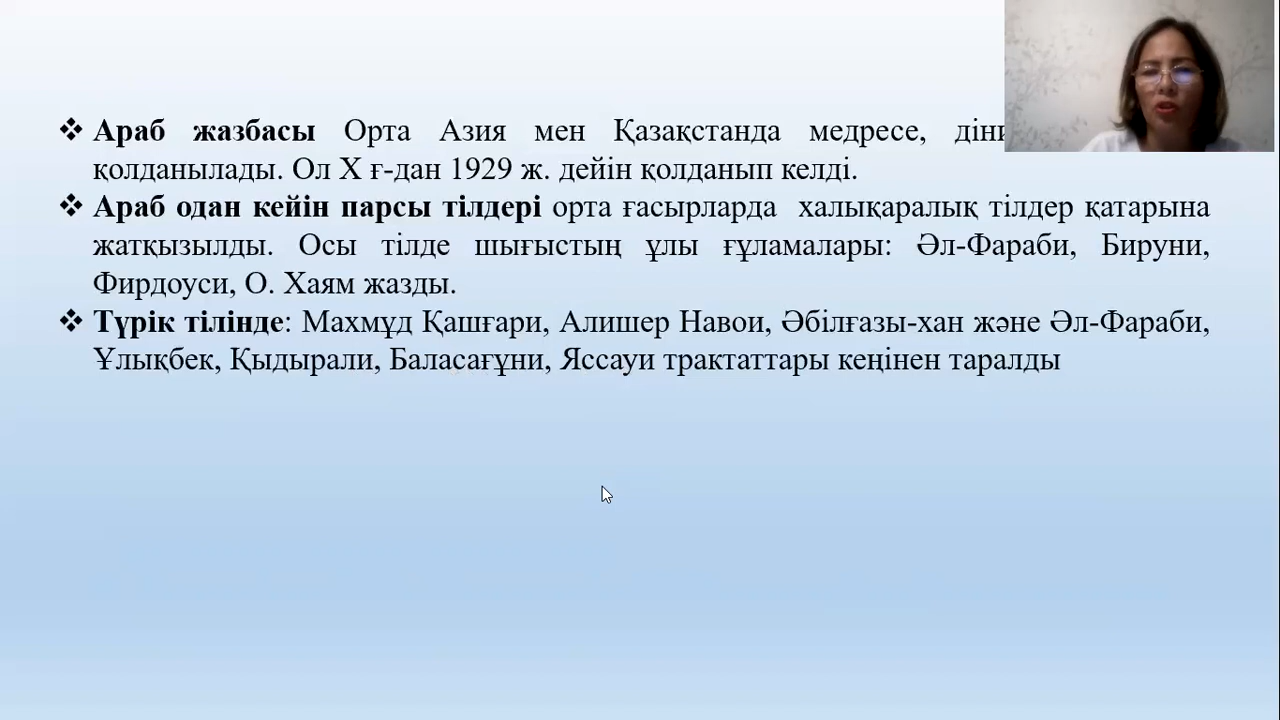 ❖ Араб жазбасы Орта Азия мен Қазақстанда медресе,
қолданылады. Ол X ғ-дан 1929 ж. дейін қолданып келді.
❖ Араб одан кейін парсы тілдері орта ғасырларда халықаралық тілдер қатарына
жатқызылды. Осы тілде шығыстың ұлы ғұламалары: Әл-Фараби, Бируни,
Фирдоуси, О. Хаям жазды.
❖ Түрік тілінде: Махмұд Қашғари, Алишер Навои, Әбілғазы-хан және Әл-Фараби,
Ұлықбек, Қыдырали, Баласағұни, Яссауи трактаттары кеңінен таралды